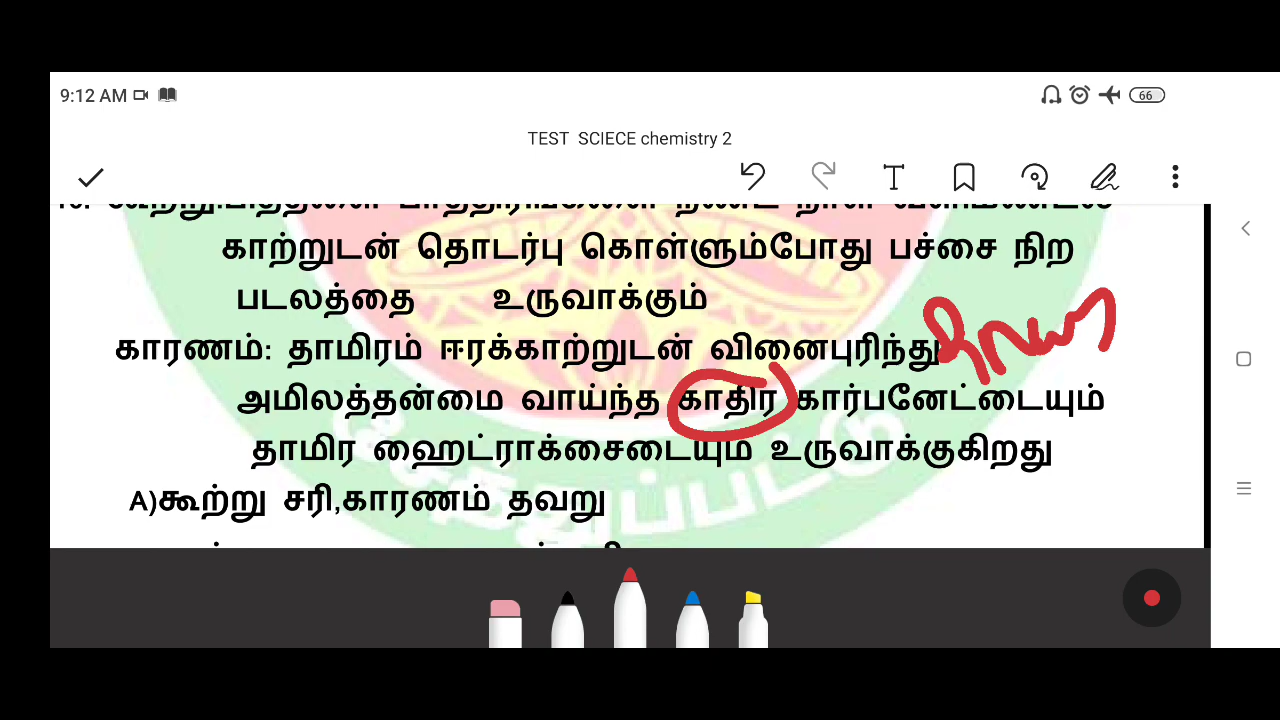 9:12 AM
66
TEST SCIECE chemistry 2
காற்றுடன் தொடர்பு கொள்ளும்போது பச்சை நிற
படலத்தை உருவாக்கும்
காரணம்: தாமிரம் ஈரக்காற்றுடன் வினைபுரிந்து
அமிலத்தன்மை வாய்ந்த காதிர கார்பனேட்டையும்
தாமிர ஹைட்ராக்சைடையும் உருவாக்குகிறது
A)கூற்று சரி,காரணம் தவறு